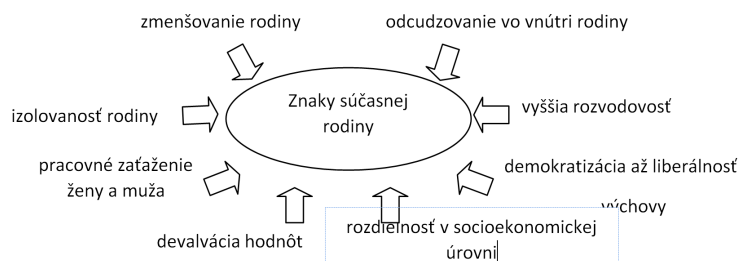 zmenšovanie rodiny
odcudzovanie vo vnútri rodiny
Znaky súčasnej
rodiny
izolovanosť rodiny
vyššia rozvodovosť
pracovné zaťaženie
ženy a muža
demokratizácia až liberálnosť
výchovy
devalvácia hodnôt
rozdielnosť v socioekonomickej
úrovni